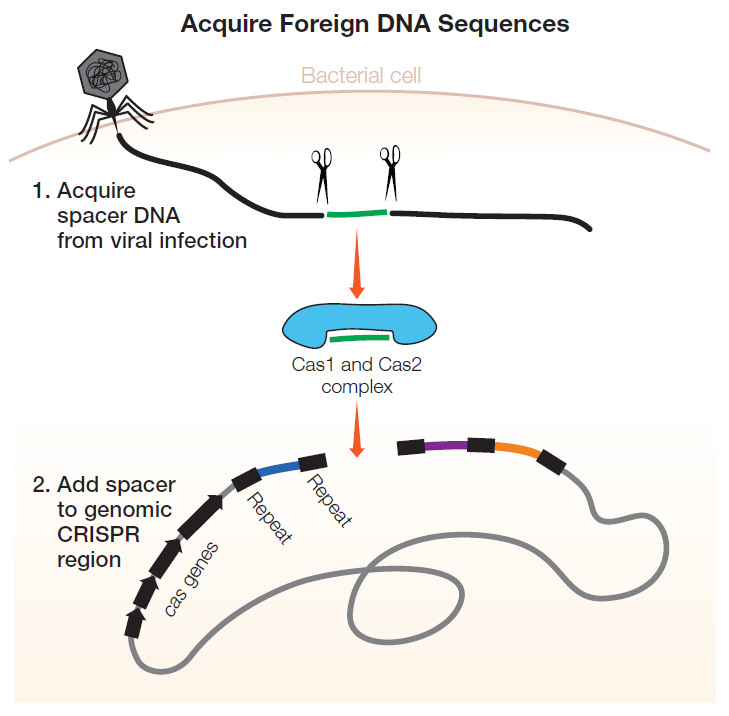 Acquire Foreign DNA Sequences
Bacterial cell
1. Acquire
spacer DNA
from viral infection
Cas1 and Cas2
complex
2. Add spacer
to genomic
CRISPR
region
Repeat
Repeat
cas genes